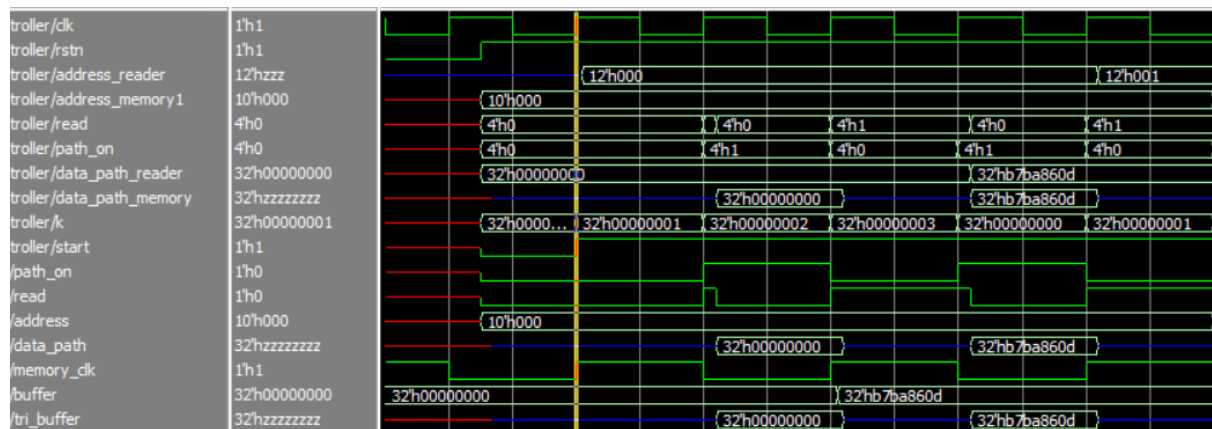 troller/clk 1'h1
troller/rstn 1'h1
troller/address_reader 12'hzzz 12'h000 12'h001
troller/address_memory1 10'h000 10'h000
troller/read 4'h0 4'h0 4'h0 4'h1 4'h0 4'h1
troller/path_on 4'h0 4'h0 4'h1 4'h0 4'h1 4'h0
troller/data_path_reader 32'h00000000 32'h00000000 32'hb7ba860d
troller/data_path_memory 32'hzzzzzzzz 32'h00000000 32'hb7ba860d
troller/k 32'h00000001 32'h0000... 32'h00000001 32'h00000002 32'h00000003 32'h00000000 32'h00000001
troller/start 1'h1
/path_on 1'h0
/read 1'h0
/address 10'h000 10'h000
/data_path 32'hzzzzzzzz 32'h00000000 32'hb7ba860d
/memory_clk 1'h1
/buffer 32'h00000000 32'h00000000 32'hb7ba860d
/tri_buffer 32'hzzzzzzzz 32'h00000000 32'hb7ba860d